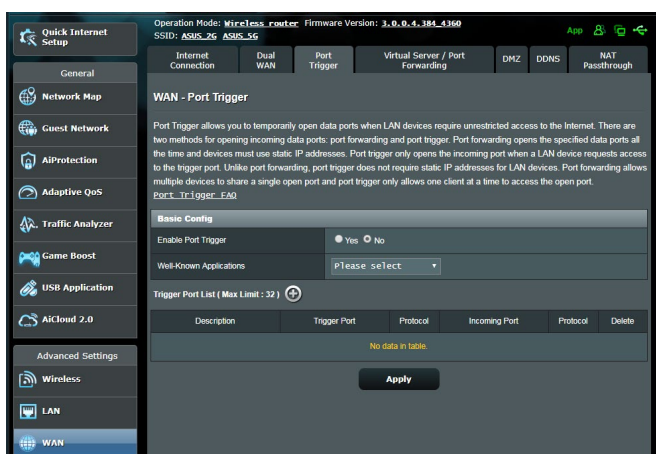 Quick Internet
Setup
General
Network Map
Guest Network
AiProtection
Adaptive QoS
Traffic Analyzer
Game Boost
USB Application
AiCloud 2.0
Advanced Settings
Wireless
LAN
WAN
Operation Mode: Wireless router Firmware Version: 3.0.0.4.384_4360
SSID: ASUS_2G ASUS_5G
App
Internet
Connection
Dual
WAN
Port
Trigger
Virtual Server / Port
Forwarding
DMZ
DDNS
NAT
Passthrough
WAN - Port Trigger
Port Trigger allows you to temporarily open data ports when LAN devices require unrestricted access to the Internet. There are
two methods for opening incoming data ports: port forwarding and port trigger. Port forwarding opens the specified data ports all
the time and devices must use static IP addresses. Port trigger only opens the incoming port when a LAN device requests access
to the trigger port. Unlike port forwarding, port trigger does not require static IP addresses for LAN devices. Port forwarding allows
multiple devices to share a single open port and port trigger only allows one client at a time to access the open port.
Port Trigger FAQ
Basic Config
Enable Port Trigger Yes No
Well-Known Applications Please select
Trigger Port List ( Max Limit : 32 )
Description Trigger Port Protocol Incoming Port Protocol Delete
No data in table.
Apply